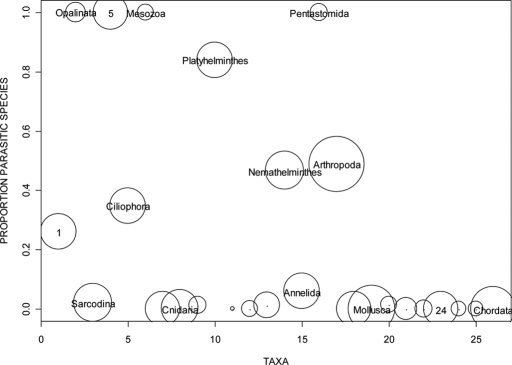 1.0
Opalinata
5
Mesozoa
Pentastomida
Platyhelminthes
0.8
0.6
Nemathelminthes
Arthropoda
0.4
Ciliophora
1
0.2
Sarcodina
Annelida
0.0
Cnidaria
Mollusca
24
Chordata
0
5
10
15
20
25
TAXA
PROPORTION PARASITIC SPECIES